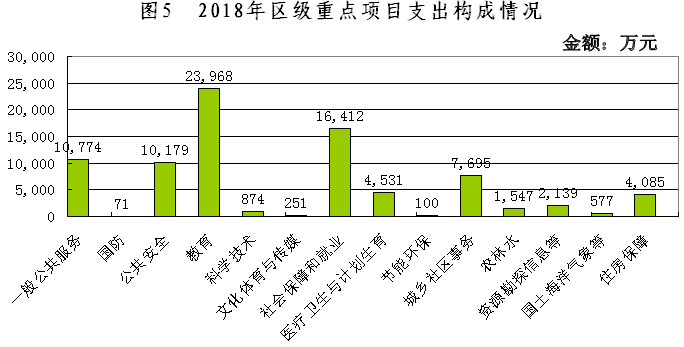 图5 2018年区级重点项目支出构成情况
金额：万元
30,000
25,000
20,000
15,000
10,000
5,000
0
10,774
71
10,179
23,968
874
251
16,412
4,531
100
7,695
1,547
2,139
577
4,085
一般公共服务
国防
公共安全
教育
科学技术
文化体育与传媒
社会保障和就业
医疗卫生与计划生育
节能环保
城乡社区事务
农林水
资源勘探信息等
国土海洋气象等
住房保障